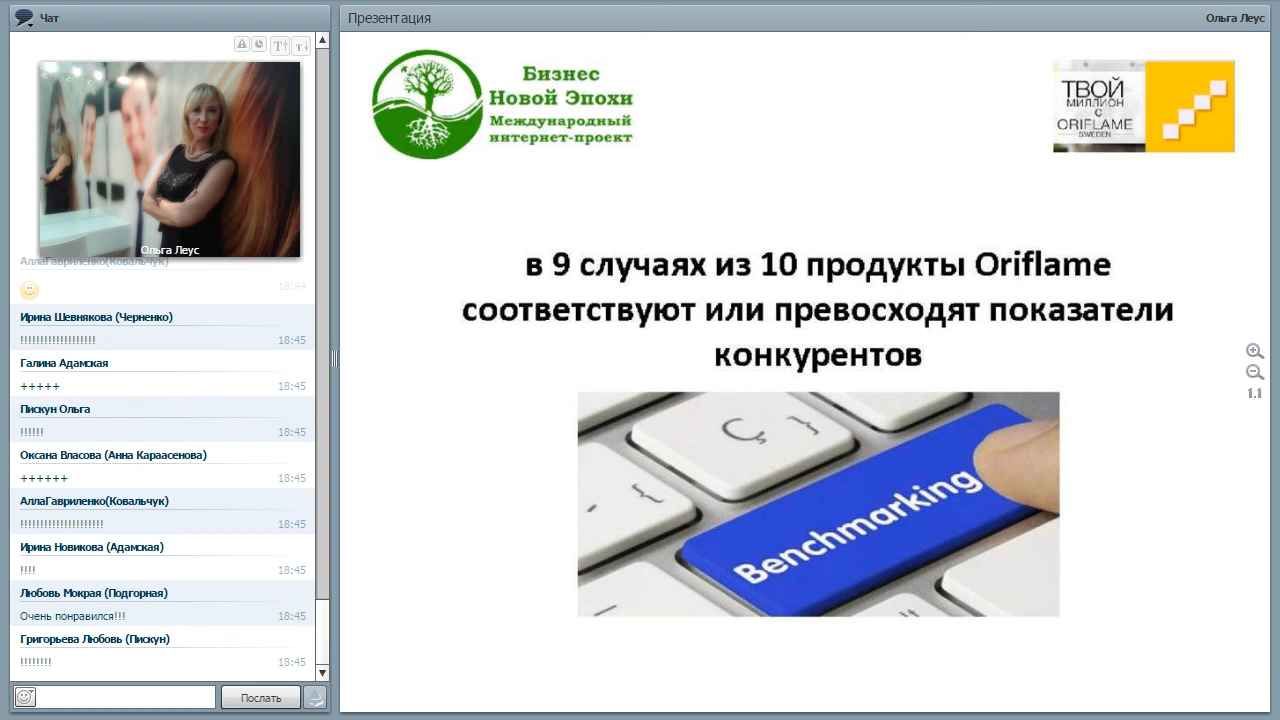 Чат
Ольга Леус
АллаГавриленко(Ковальчук)
18:44
Ирина Шевнякова (Черненко)
!!!!!!!!!!!!!!!!!!!
18:45
Галина Адамская
+++++
18:45
Пискун Ольга
!!!!!!
18:45
Оксана Власова (Анна Караасенова)
++++++
18:45
АллаГавриленко(Ковальчук)
!!!!!!!!!!!!!!!!!!!!!
18:45
Ирина Новикова (Адамская)
!!!!
18:45
Любовь Мокрая (Подгорная)
Очень понравился!!!
18:45
Григорьева Любовь (Пискун)
!!!!!!!!
18:45
Послать
Презентация
Ольга Леус
Бизнес
Новой Эпохи
Международный
интернет-проект
ТВОЙ
МИЛЛИОН
С
ORIFLAME
SWEDEN
в 9 случаях из 10 продукты Oriflame
соответствуют или превосходят показатели
конкурентов
Ç
}
{
Benchmarking
1.1